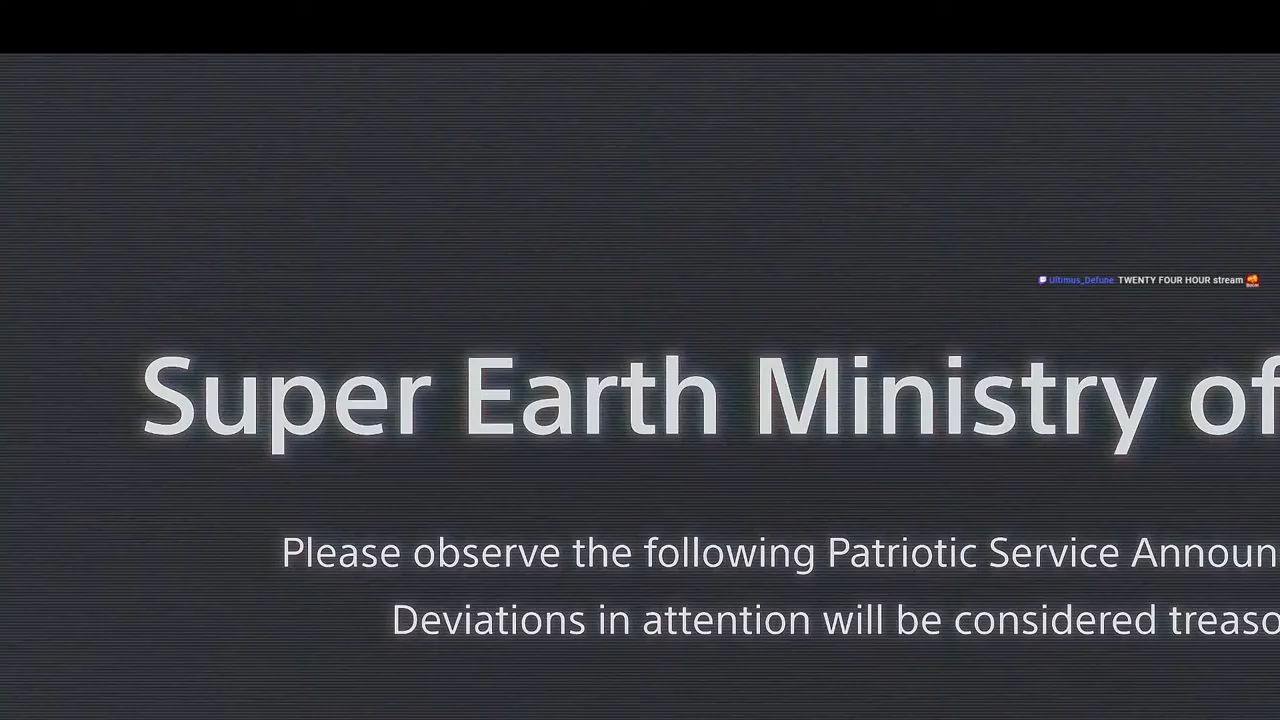 Ultimus_Defune TWENTY FOUR HOUR stream
Super Earth Ministry of
Please observe the following Patriotic Service Announ
Deviations in attention will be considered treaso